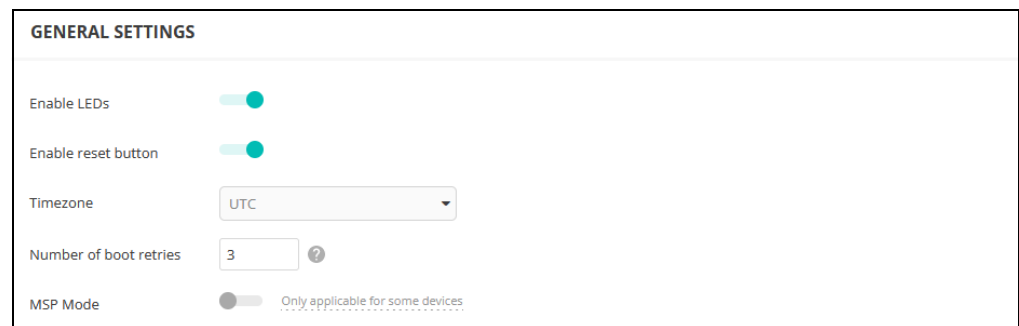 GENERAL SETTINGS
Enable LEDs
Enable reset button
Timezone UTC
Number of boot retries 3 ?
MSP Mode Only applicable for some devices